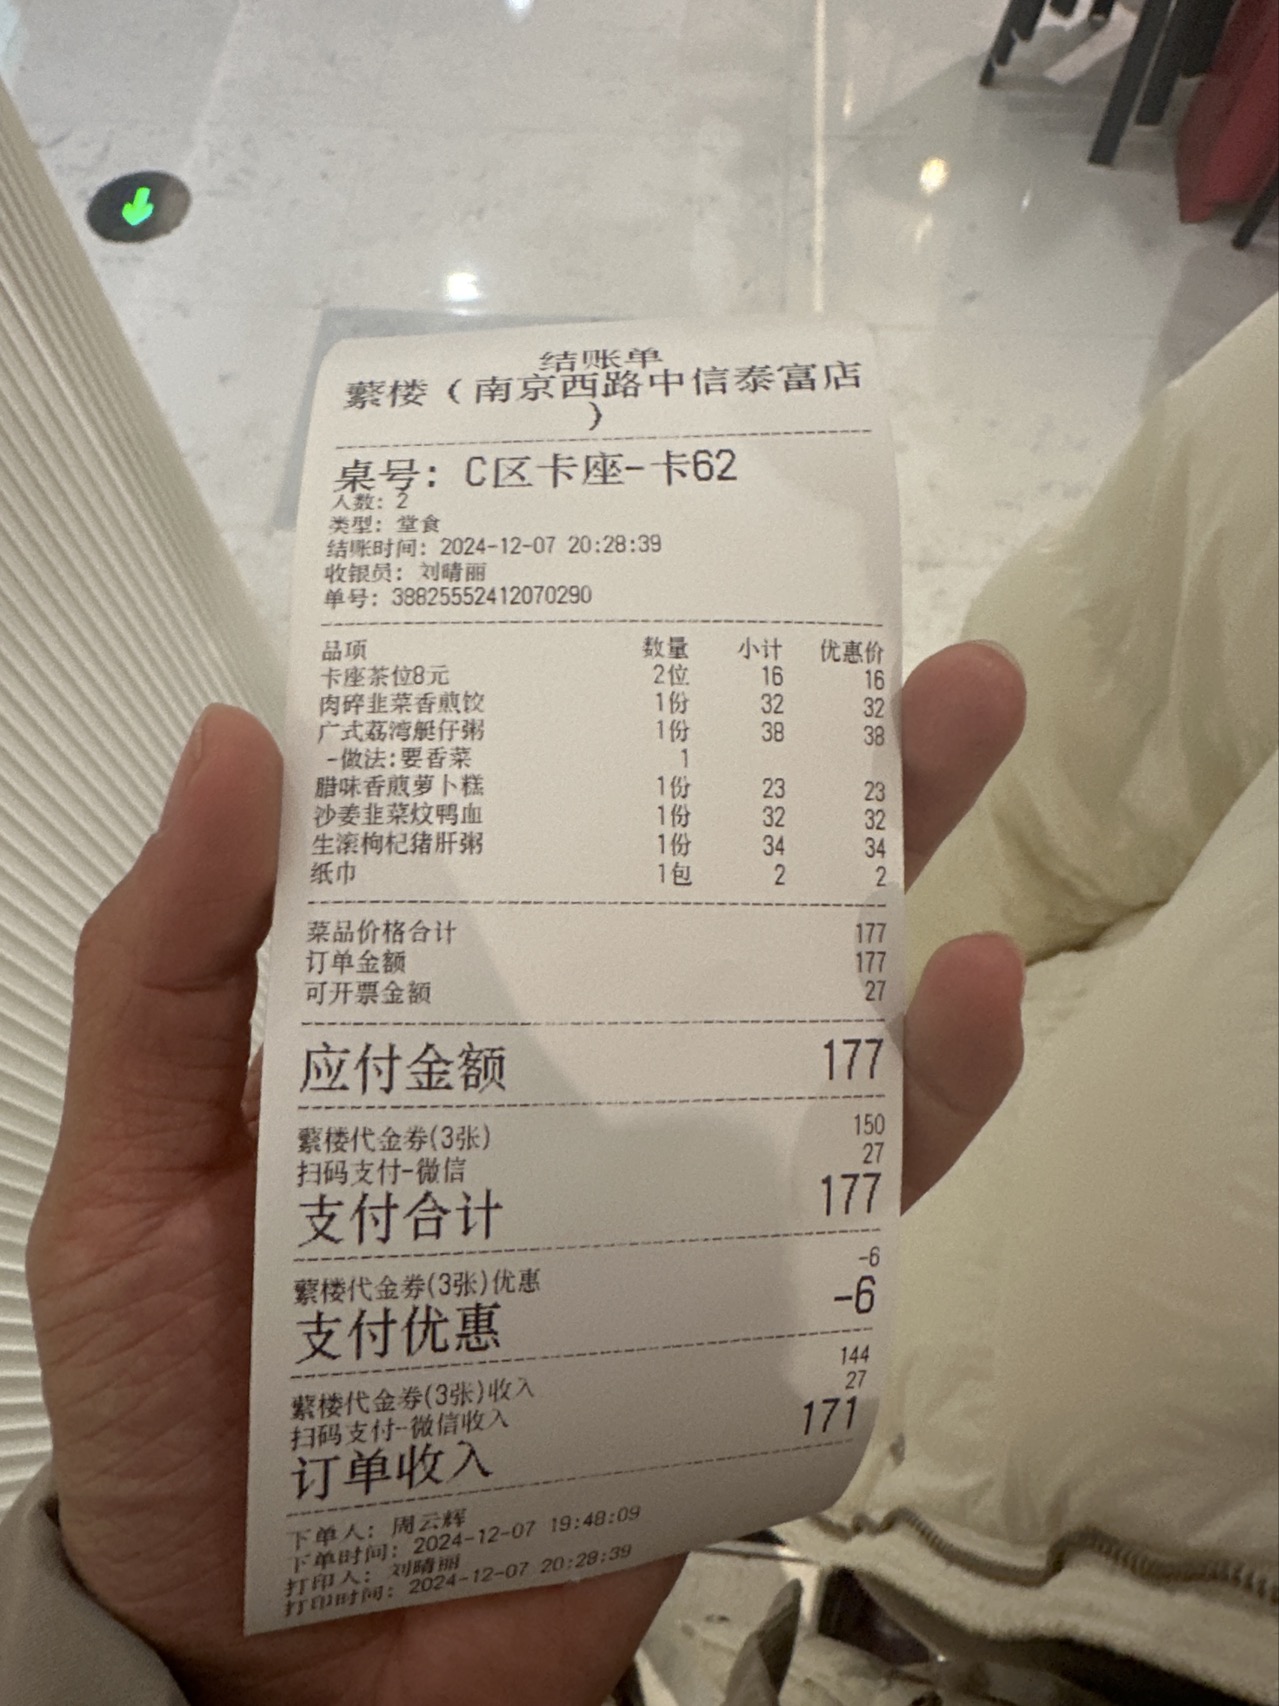 结账单
蘩楼（南京西路中信泰富店
）
桌号: C区卡座-卡62
人数: 2
类型: 堂食
结账时间: 2024-12-07 20:28:39
收银员: 刘晴丽
单号: 38825552412070290
品项 数量 小计 优惠价
卡座茶位8元 2位 16 16
肉碎韭菜香煎饺 1份 32 32
广式荔湾艇仔粥 1份 38 38
-做法:要香菜 1
腊味香煎萝卜糕 1份 23 23
沙姜韭菜炆鸭血 1份 32 32
生滚枸杞猪肝粥 1份 34 34
纸巾 1包 2 2
菜品价格合计 177
订单金额 177
可开票金额 27
应付金额 177
蘩楼代金券(3张) 150
扫码支付-微信 27
支付合计 177
蘩楼代金券(3张)优惠 -6
支付优惠 -6
蘩楼代金券(3张)收入 144
扫码支付-微信收入 27
订单收入 171
下单人: 周云辉
下单时间: 2024-12-07 19:48:09
打印人: 刘晴丽
打印时间: 2024-12-07 20:28:39